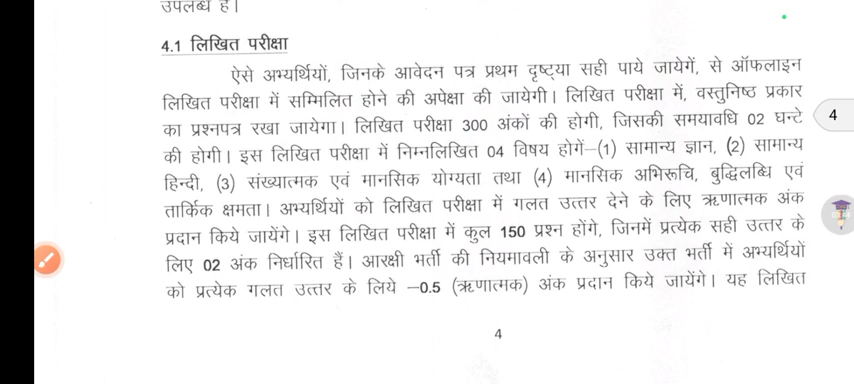 उपलब्ध है।
4.1 लिखित परीक्षा
ऐसे अभ्यर्थियों, जिनके आवेदन पत्र प्रथम दृष्ट्या सही पाये जायेगें, से ऑफलाइन
लिखित परीक्षा में सम्मिलित होने की अपेक्षा की जायेगी। लिखित परीक्षा में, वस्तुनिष्ठ प्रकार
का प्रश्नपत्र रखा जायेगा। लिखित परीक्षा 300 अंकों की होगी, जिसकी समयावधि 02 घन्टे
4
की होगी। इस लिखित परीक्षा में निम्नलिखित 04 विषय होगें–(1) सामान्य ज्ञान, (2) सामान्य
हिन्दी, (3) संख्यात्मक एवं मानसिक योग्यता तथा (4) मानसिक अभिरूचि, बुद्धिलब्धि एवं
तार्किक क्षमता। अभ्यर्थियों को लिखित परीक्षा में गलत उत्तर देने के लिए ऋणात्मक अंक
प्रदान किये जायेंगे। इस लिखित परीक्षा में कुल 150 प्रश्न होंगे, जिनमें प्रत्येक सही उत्तर के
लिए 02 अंक निर्धारित हैं। आरक्षी भर्ती की नियमावली के अनुसार उक्त भर्ती में अभ्यर्थियों
को प्रत्येक गलत उत्तर के लिये –0.5 (ऋणात्मक) अंक प्रदान किये जायेंगे। यह लिखित
4